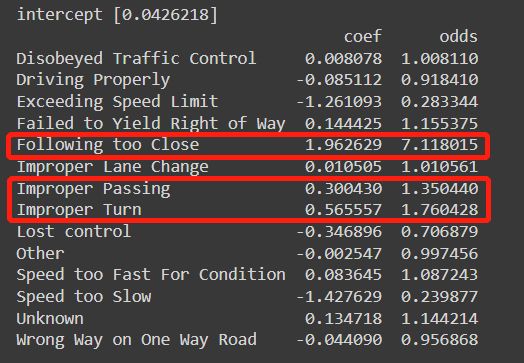 intercept [0.0426218]
coef odds
Disobeyed Traffic Control 0.008078 1.008110
Driving Properly -0.085112 0.918410
Exceeding Speed Limit -1.261093 0.283344
Failed to Yield Right of Way 0.144425 1.155375
Following too Close 1.962629 7.118015
Improper Lane Change 0.010505 1.010561
Improper Passing 0.300430 1.350440
Improper Turn 0.565557 1.760428
Lost control -0.346896 0.706879
Other -0.002547 0.997456
Speed too Fast For Condition 0.083645 1.087243
Speed too Slow -1.427629 0.239877
Unknown 0.134718 1.144214
Wrong Way on One Way Road -0.044090 0.956868